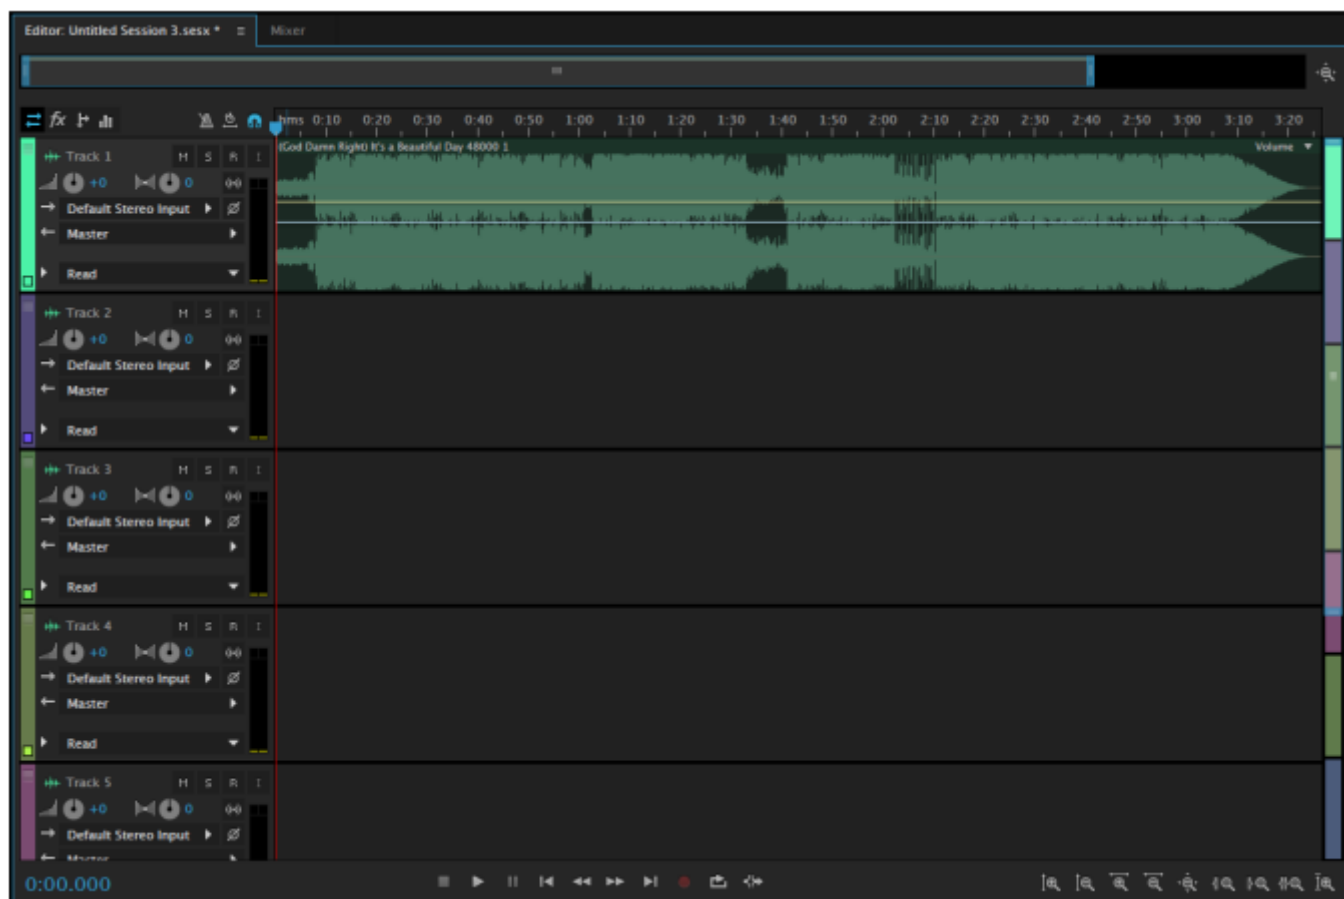 Editor: Untitled Session 3.sesx * Mixer
fx hms 0:10 0:20 0:30 0:40 0:50 1:00 1:10 1:20 1:30 1:40 1:50 2:00 2:10 2:20 2:30 2:40 2:50 3:00 3:10 3:20
Track 1 M S R I
(God Damn Right) It's a Beautiful Day 48000 1 Volume
+0 0
Default Stereo Input
Master
Read
Track 2 M S R I
+0 0
Default Stereo Input
Master
Read
Track 3 M S R I
+0 0
Default Stereo Input
Master
Read
Track 4 M S R I
+0 0
Default Stereo Input
Master
Read
Track 5 M S R I
+0 0
Default Stereo Input
Master
0:00.000